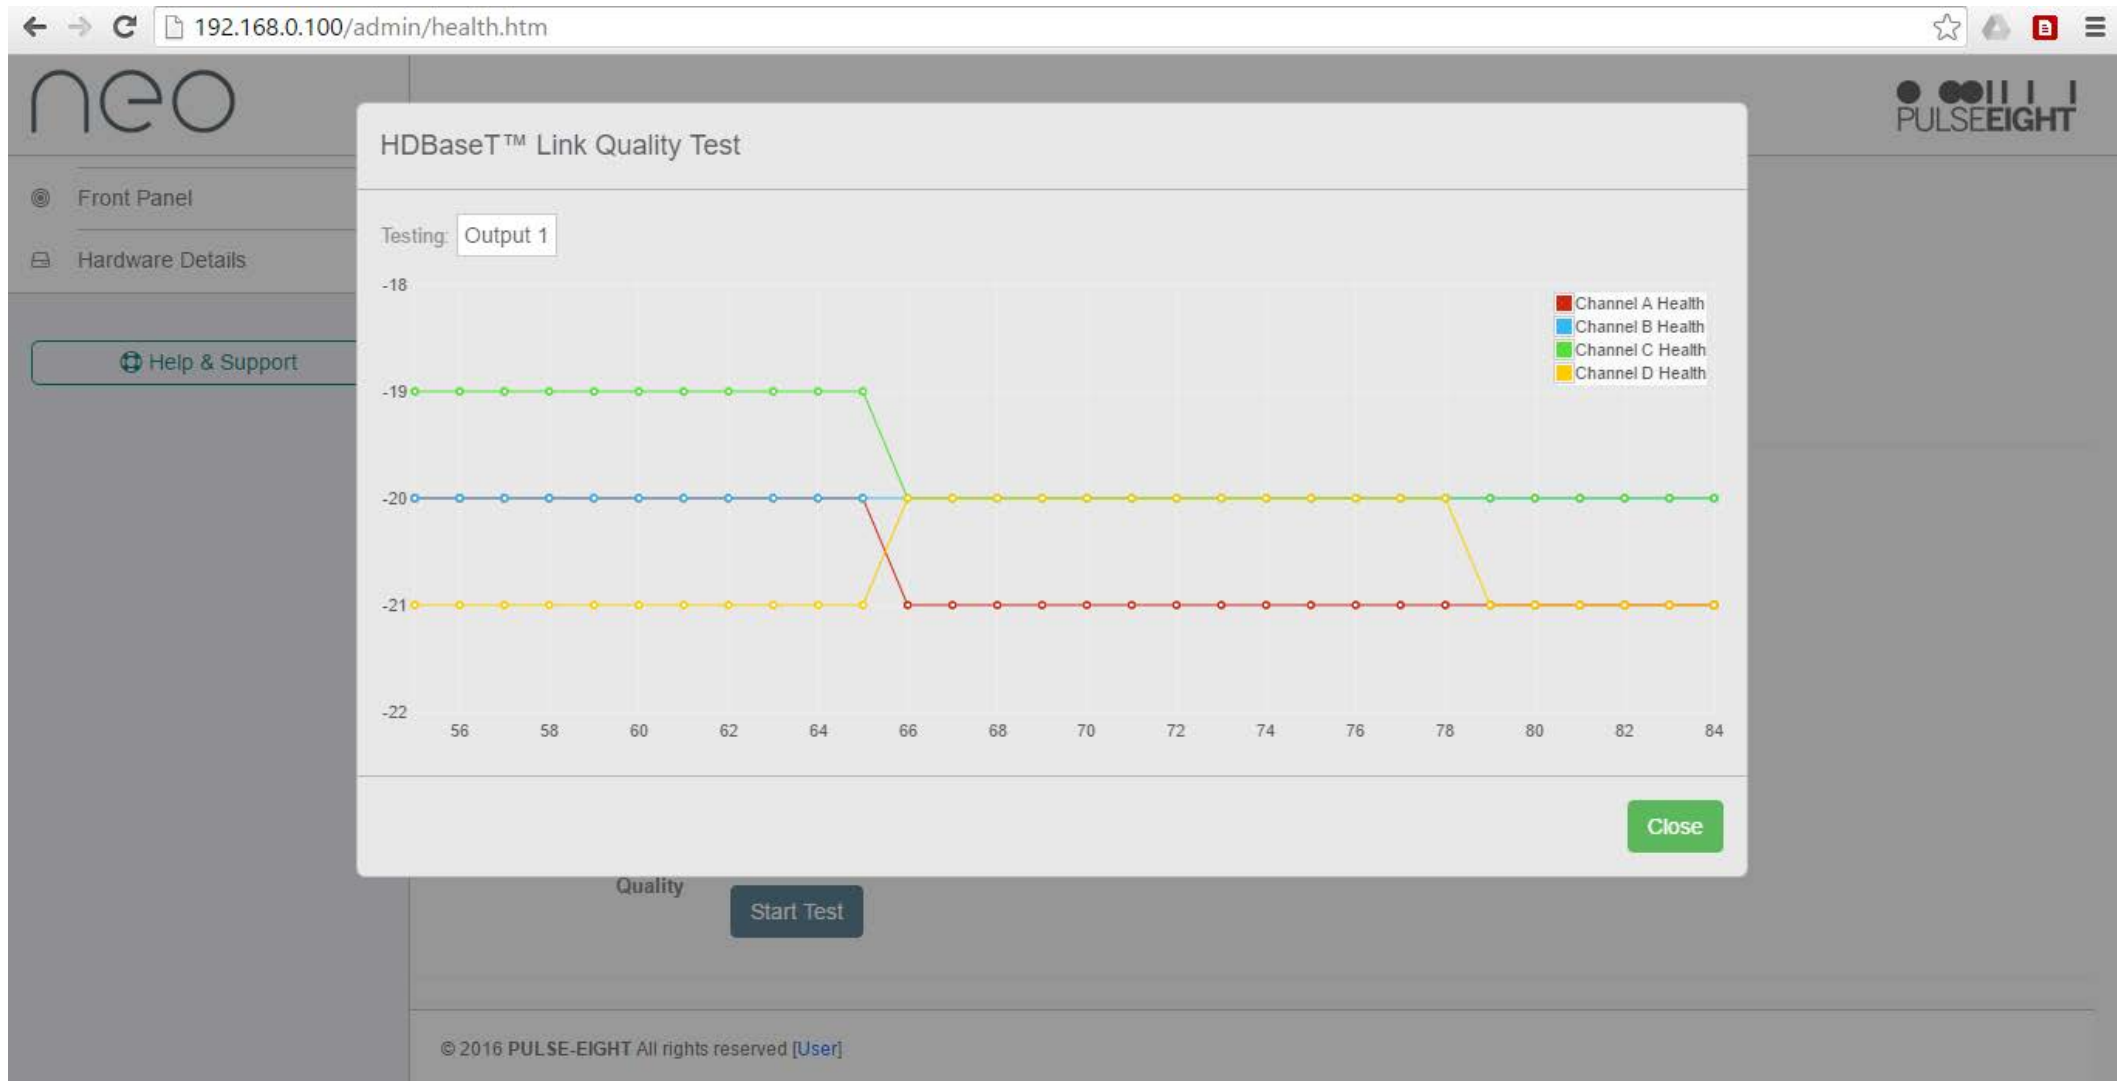 192.168.0.100/admin/health.htm
neo
PULSEEIGHT
HDBaseT™ Link Quality Test
Front Panel
Hardware Details
Help & Support
Testing: Output 1
-18
Channel A Health
Channel B Health
Channel C Health
Channel D Health
-19
-20
-21
-22
56 58 60 62 64 66 68 70 72 74 76 78 80 82 84
Close
Quality
Start Test
© 2016 PULSE-EIGHT All rights reserved [User]